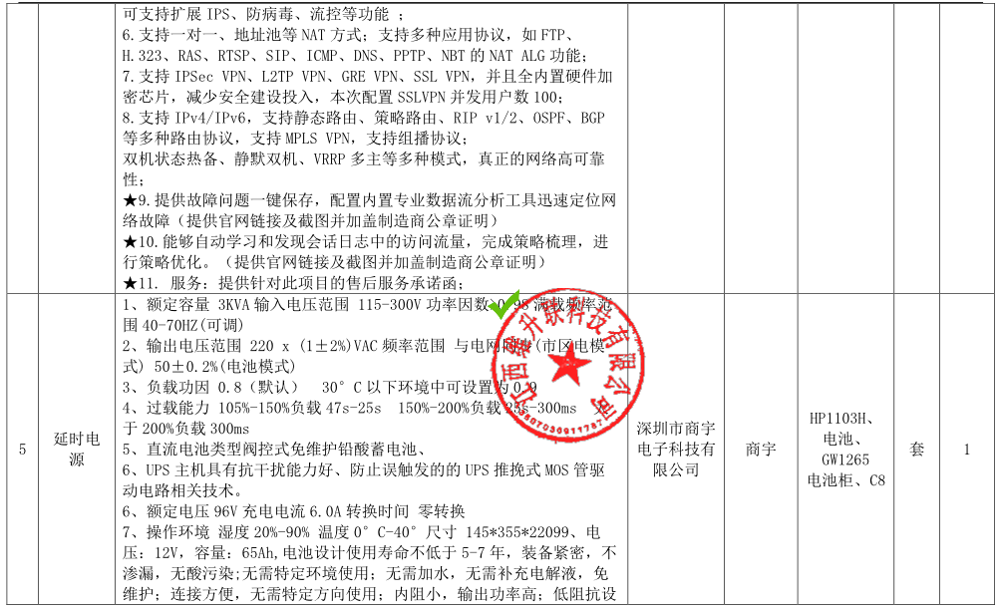 可支持扩展 IPS、防病毒、流控等功能 ；
6.支持一对一、地址池等 NAT 方式；支持多种应用协议，如 FTP、
H.323、RAS、RTSP、SIP、ICMP、DNS、PPTP、NBT 的 NAT ALG 功能；
7.支持 IPSec VPN、L2TP VPN、GRE VPN、SSL VPN，并且全内置硬件加
密芯片，减少安全建设投入，本次配置 SSLVPN 并发用户数 100；
8.支持 IPv4/IPv6，支持静态路由、策略路由、RIP v1/2、OSPF、BGP
等多种路由协议，支持 MPLS VPN，支持组播协议；
双机状态热备、静默双机、VRRP 多主等多种模式，真正的网络高可靠
性；
★9.提供故障问题一键保存，配置内置专业数据流分析工具迅速定位网
络故障（提供官网链接及截图并加盖制造商公章证明）
★10.能够自动学习和发现会话日志中的访问流量，完成策略梳理，进
行策略优化。（提供官网链接及截图并加盖制造商公章证明）
★11. 服务：提供针对此项目的售后服务承诺函；
5
延时电
源
1、额定容量 3KVA 输入电压范围 115-300V 功率因数 0.98 满载频率范
围 40-70HZ(可调)
2、输出电压范围 220 x (1±2%)VAC 频率范围 与电网同步(市区电模
式) 50±0.2%(电池模式)
3、负载功因 0.8（默认） 30°C 以下环境中可设置为 0.9
4、过载能力 105%-150%负载 47s-25s 150%-200%负载 25s-300ms
于 200%负载 300ms
5、直流电池类型阀控式免维护铅酸蓄电池、
6、UPS 主机具有抗干扰能力好、防止误触发的的 UPS 推挽式 MOS 管驱
动电路相关技术。
6、额定电压 96V 充电电流 6.0A 转换时间 零转换
7、操作环境 湿度 20%-90% 温度 0°C-40°尺寸 145*355*22099、电
压：12V，容量：65Ah,电池设计使用寿命不低于 5-7 年，装备紧密，不
渗漏，无酸污染;无需特定环境使用；无需加水，无需补充电解液，免
维护；连接方便，无需特定方向使用；内阻小，输出功率高；低阻抗设
深圳市商宇
电子科技有
限公司
商宇
HP1103H、
电池、
GW1265
电池柜、C8
套
1
江西维升联科技有限公司